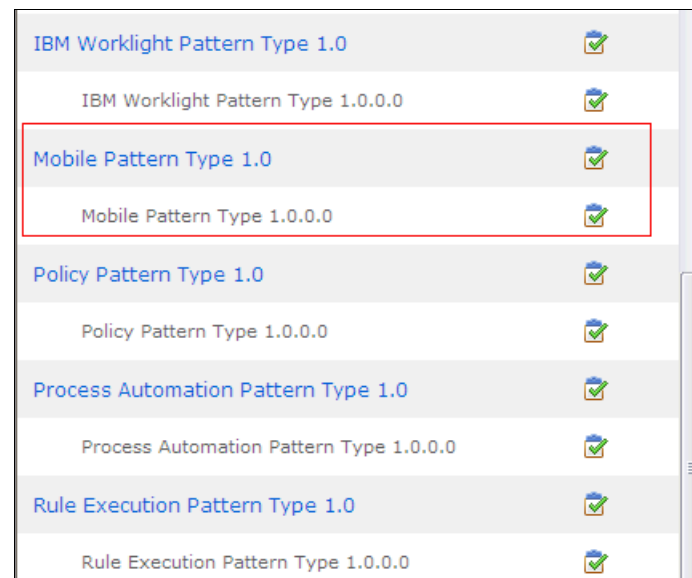 IBM Worklight Pattern Type 1.0
IBM Worklight Pattern Type 1.0.0.0
Mobile Pattern Type 1.0
Mobile Pattern Type 1.0.0.0
Policy Pattern Type 1.0
Policy Pattern Type 1.0.0.0
Process Automation Pattern Type 1.0
Process Automation Pattern Type 1.0.0.0
Rule Execution Pattern Type 1.0
Rule Execution Pattern Type 1.0.0.0